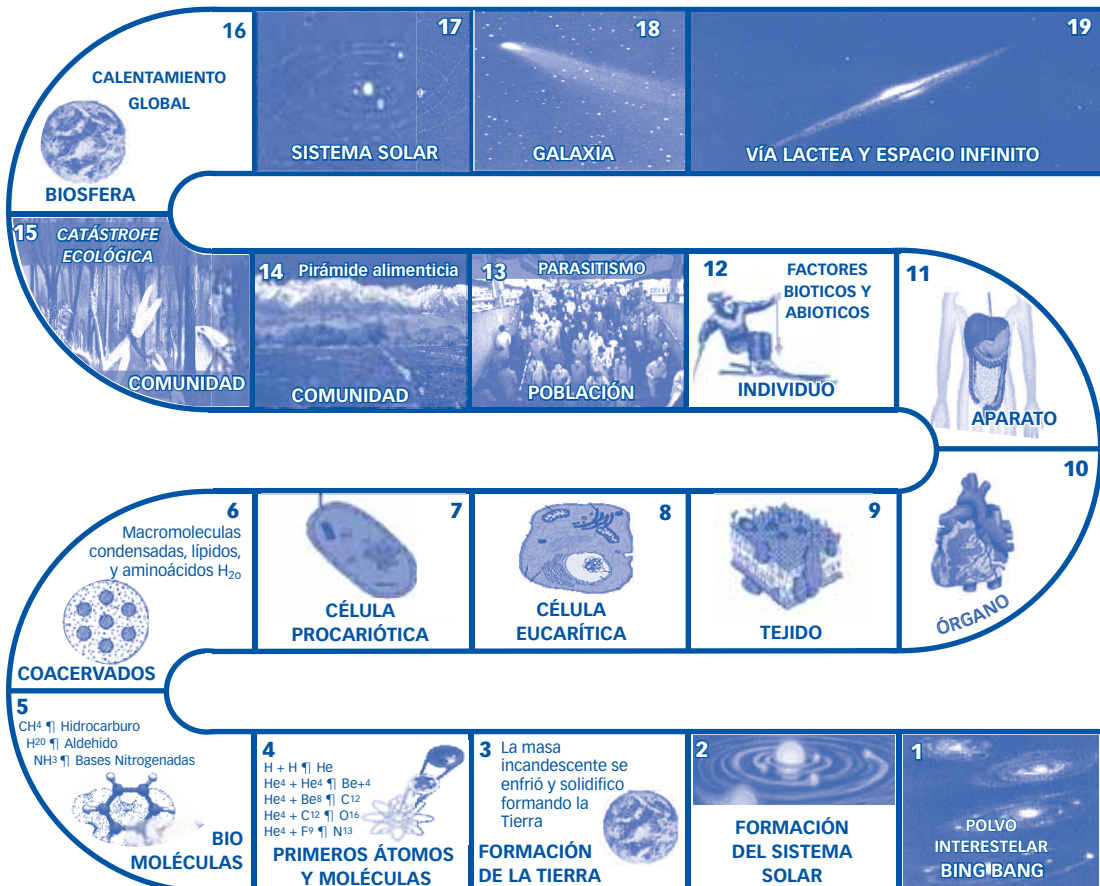 16
CALENTAMIENTO
GLOBAL
BIOSFERA
17
SISTEMA SOLAR
18
GALAXIA
19
VíA LACTEA Y ESPACIO INFINITO
15
CATÁSTROFE
ECOLÓGICA
COMUNIDAD
14 Pirámide alimenticia
COMUNIDAD
13 PARASITISMO
POBLACIÓN
12
FACTORES
BIOTICOS Y
ABIOTICOS
INDIVIDUO
11
APARATO
6
Macromoleculas
condensadas, lípidos,
y aminoácidos H₂₀
COACERVADOS
7
CÉLULA
PROCARIÓTICA
8
CÉLULA
EUCARÍTICA
9
TEJIDO
10
ÓRGANO
5
CH⁴ ¶ Hidrocarburo
H²⁰ ¶ Aldehido
NH³ ¶ Bases Nitrogenadas
BIO
MOLÉCULAS
4
H + H ¶ He
He⁴ + He⁴ ¶ Be+⁴
He⁴ + Be⁸ ¶ C¹²
He⁴ + C¹² ¶ O¹⁶
He⁴ + F⁹ ¶ N¹³
PRIMEROS ÁTOMOS
Y MOLÉCULAS
3 La masa
incandescente se
enfrió y solidifico
formando la
Tierra
FORMACIÓN
DE LA TIERRA
2
FORMACIÓN
DEL SISTEMA
SOLAR
1
POLVO
INTERESTELAR
BING BANG